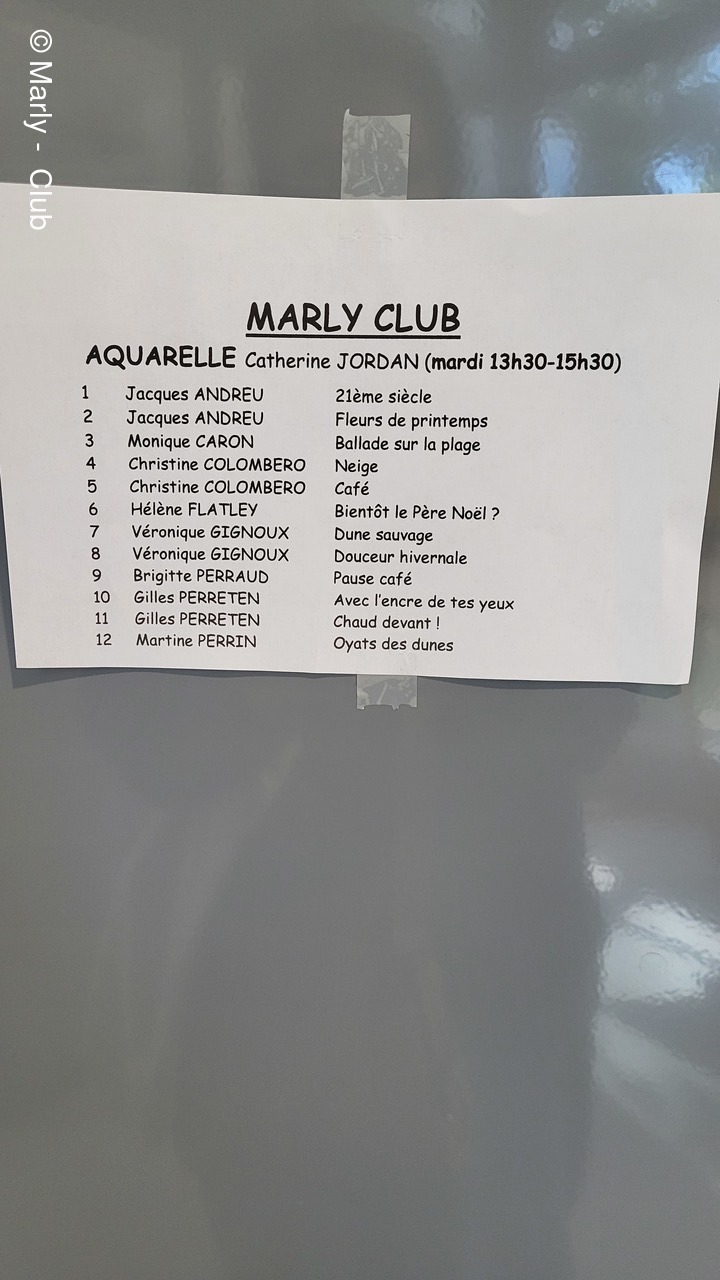 © Marly - Club
MARLY CLUB
AQUARELLE Catherine JORDAN (mardi 13h30-15h30)
1 Jacques ANDREU 21ème siècle
2 Jacques ANDREU Fleurs de printemps
3 Monique CARON Ballade sur la plage
4 Christine COLOMBERO Neige
5 Christine COLOMBERO Café
6 Hélène FLATLEY Bientôt le Père Noël ?
7 Véronique GIGNOUX Dune sauvage
8 Véronique GIGNOUX Douceur hivernale
9 Brigitte PERRAUD Pause café
10 Gilles PERRETEN Avec l'encre de tes yeux
11 Gilles PERRETEN Chaud devant !
12 Martine PERRIN Oyats des dunes